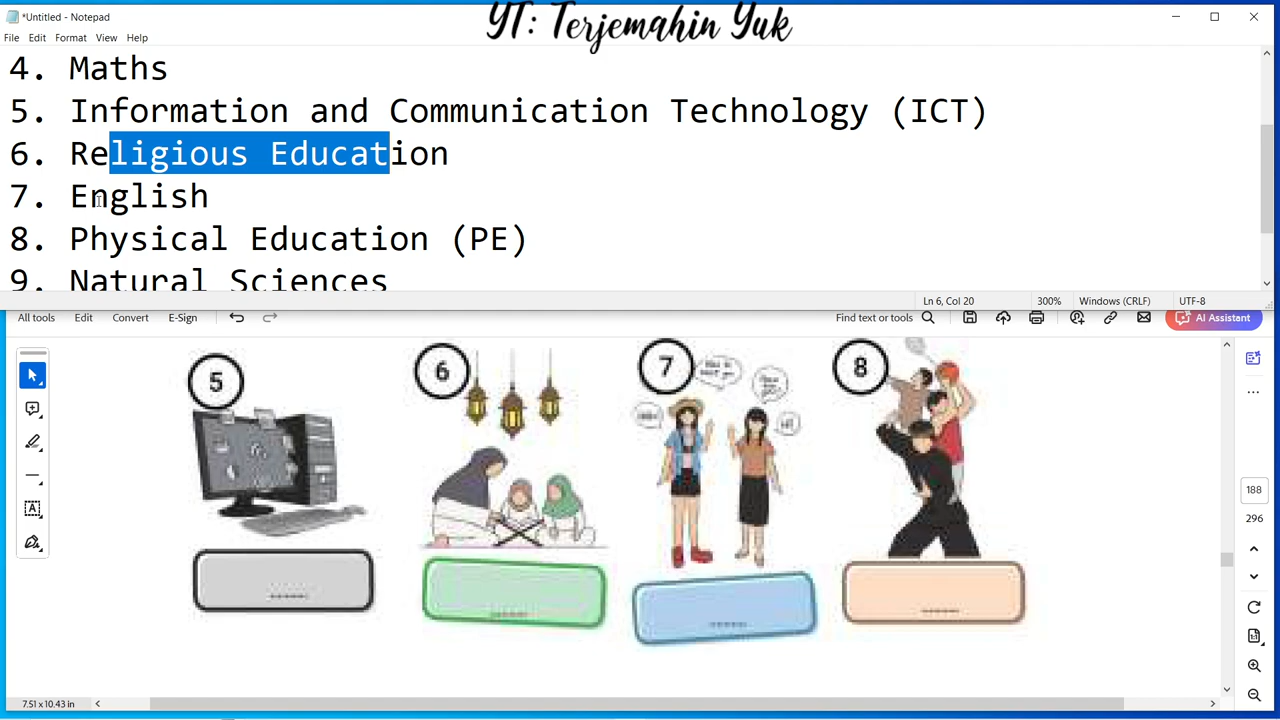 *Untitled - Notepad
YT: Terjemahin Yuk
File Edit Format View Help
4. Maths
5. Information and Communication Technology (ICT)
6. Religious Education
7. English
8. Physical Education (PE)
9. Natural Sciences
Ln 6, Col 20 300% Windows (CRLF) UTF-8
All tools Edit Convert E-Sign Find text or tools AI Assistant
5 6 7 8
Hi!
188
296
7.51 x 10.43 in